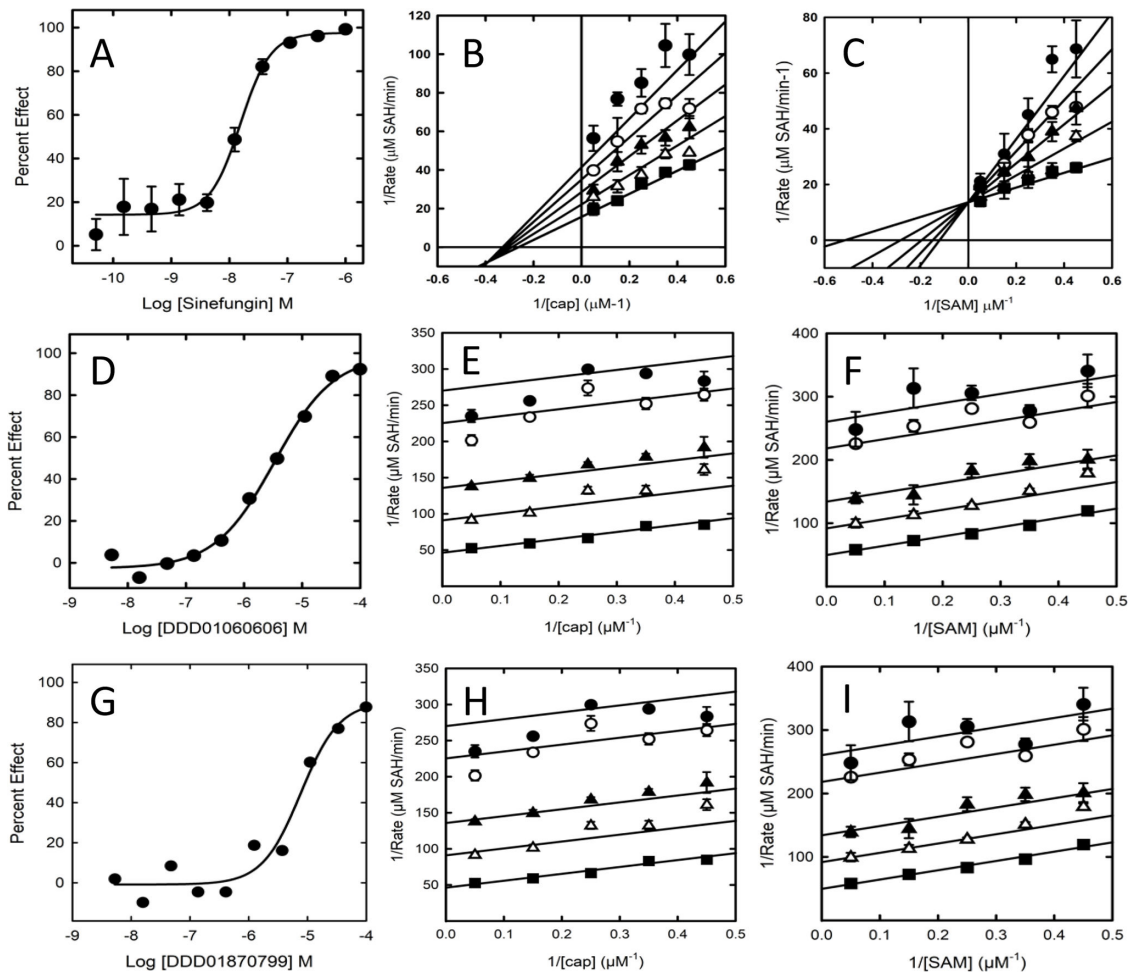 A
Percent Effect
100
80
60
40
20
0
-10 -9 -8 -7 -6
Log [Sinefungin] M
B
1/Rate (µM SAH/min)
120
100
80
60
40
20
0
-0.6 -0.4 -0.2 0.0 0.2 0.4 0.6
1/[cap] (µM-1)
C
1/Rate (µM SAH/min-1)
80
60
40
20
0
-0.6 -0.4 -0.2 0.0 0.2 0.4 0.6
1/[SAM] µM⁻¹
D
Percent Effect
100
80
60
40
20
0
-9 -8 -7 -6 -5 -4
Log [DDD01060606] M
E
1/Rate (µM SAH/min)
350
300
250
200
150
100
50
0.0 0.1 0.2 0.3 0.4 0.5
1/[cap] (µM⁻¹)
F
1/Rate (µM SAH/min)
400
300
200
100
0.0 0.1 0.2 0.3 0.4 0.5
1/[SAM] (µM⁻¹)
G
Percent Effect
100
80
60
40
20
0
-9 -8 -7 -6 -5 -4
Log [DDD01870799] M
H
1/Rate (µM SAH/min)
350
300
250
200
150
100
50
0.0 0.1 0.2 0.3 0.4 0.5
1/[cap] (µM⁻¹)
I
1/Rate (µM SAH/min)
400
300
200
100
0.0 0.1 0.2 0.3 0.4 0.5
1/[SAM] (µM⁻¹)